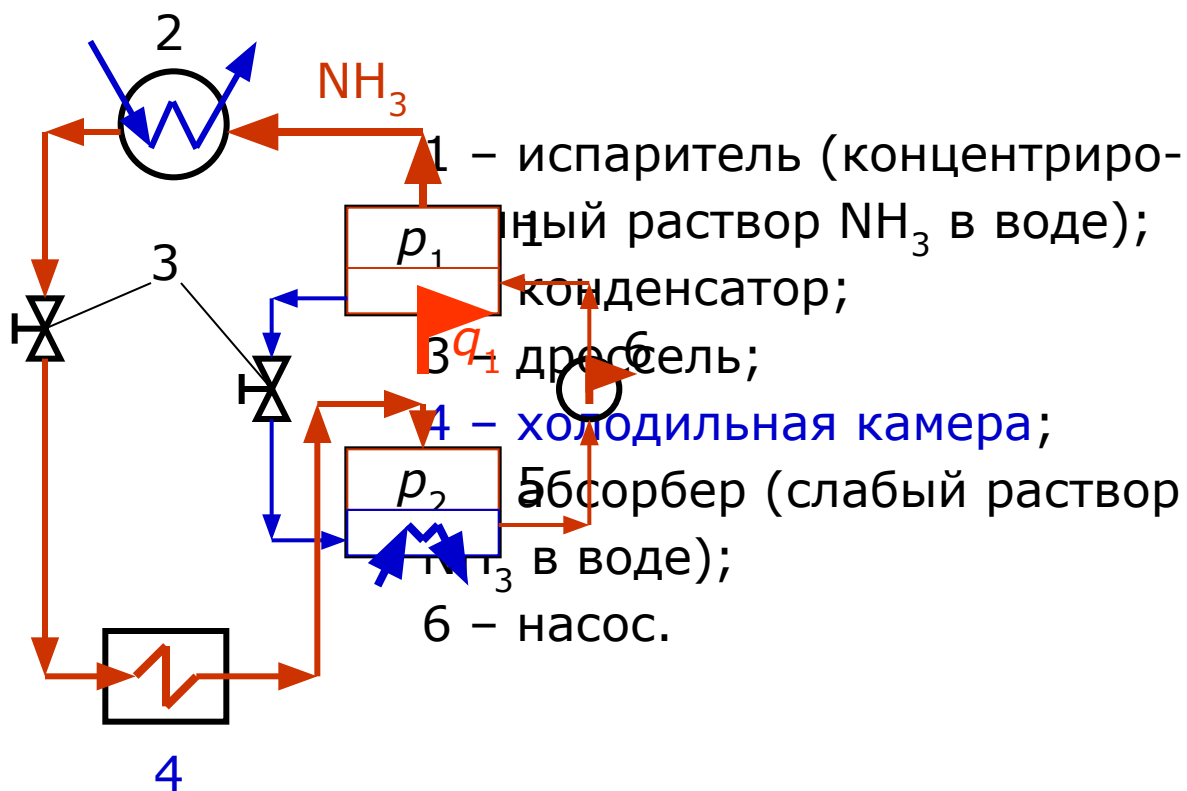 2
NH3
1 – испаритель (концентриро-
ный раствор NH3 в воде);
1
p1
конденсатор;
3
3 – дроссель;
q1
6
4 – холодильная камера;
p2
5
абсорбер (слабый раствор
NH3 в воде);
6 – насос.
4